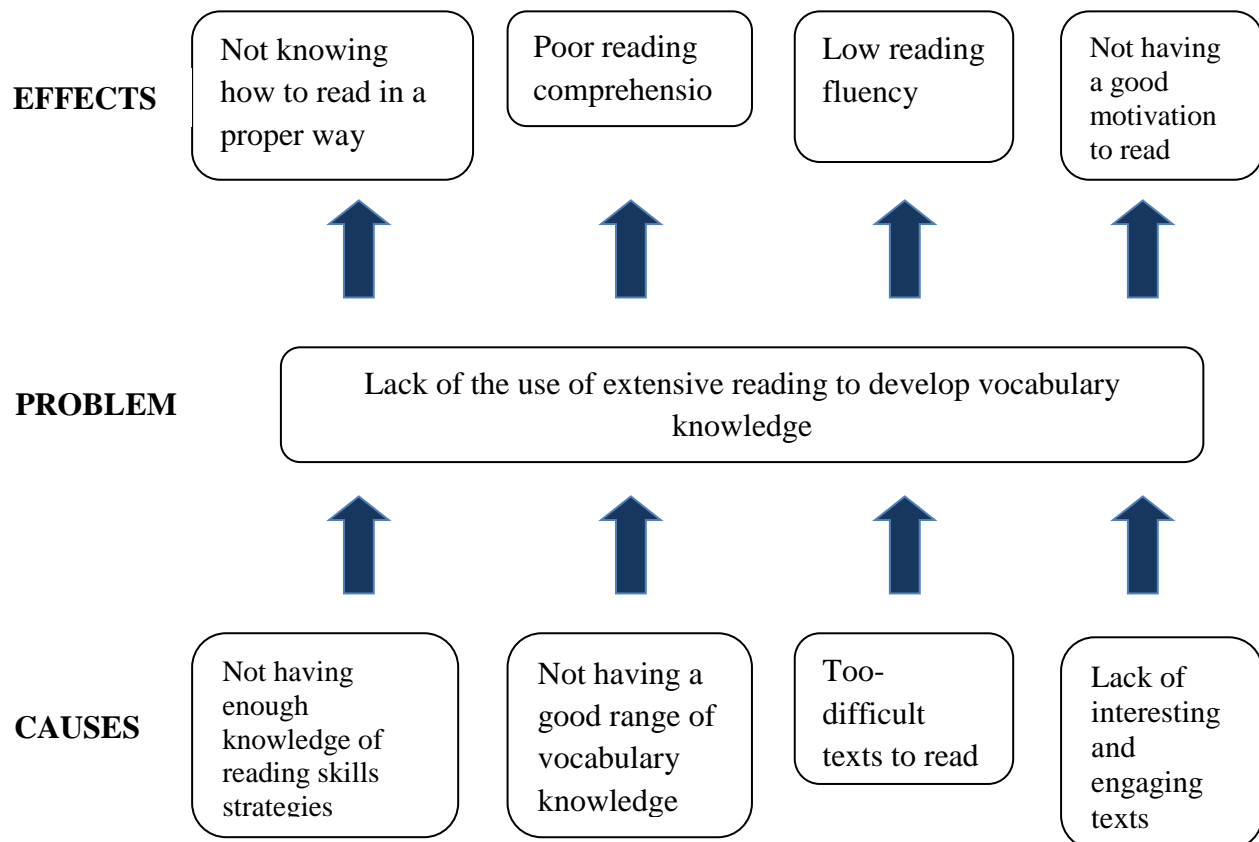 EFFECTS
Not knowing
how to read in a
proper way
Poor reading
comprehensio
Low reading
fluency
Not having
a good
motivation
to read
PROBLEM
Lack of the use of extensive reading to develop vocabulary
knowledge
CAUSES
Not having
enough
knowledge of
reading skills
strategies
Not having a
good range of
vocabulary
knowledge
Too-
difficult
texts to read
Lack of
interesting
and
engaging
texts